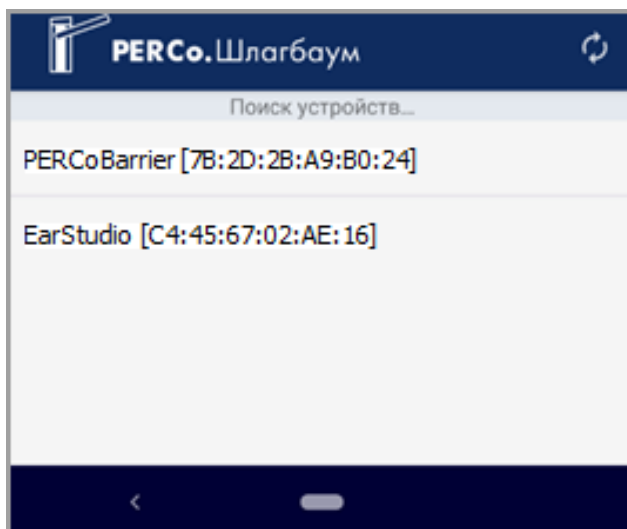 PERCo.Шлагбаум
Поиск устройств...
PERCoBarrier [7B:2D:2B:A9:B0:24]
EarStudio [C4:45:67:02:AE:16]